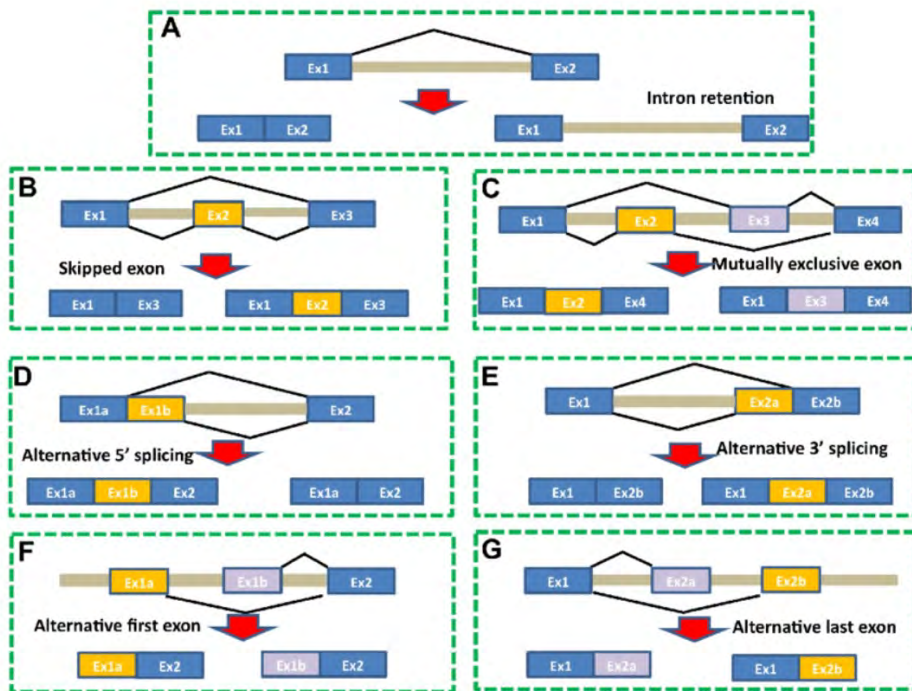 A
Ex1 Ex2
Intron retention
Ex1 Ex2 Ex1 Ex2
B
Ex1 Ex2 Ex3
Skipped exon
Ex1 Ex3 Ex1 Ex2 Ex3
C
Ex1 Ex2 Ex3 Ex4
Mutually exclusive exon
Ex1 Ex2 Ex4 Ex1 Ex3 Ex4
D
Ex1a Ex1b Ex2
Alternative 5' splicing
Ex1a Ex1b Ex2 Ex1a Ex2
E
Ex1 Ex2a Ex2b
Alternative 3' splicing
Ex1 Ex2b Ex1 Ex2a Ex2b
F
Ex1a Ex1b Ex2
Alternative first exon
Ex1a Ex2 Ex1b Ex2
G
Ex1 Ex2a Ex2b
Alternative last exon
Ex1 Ex2a Ex1 Ex2b